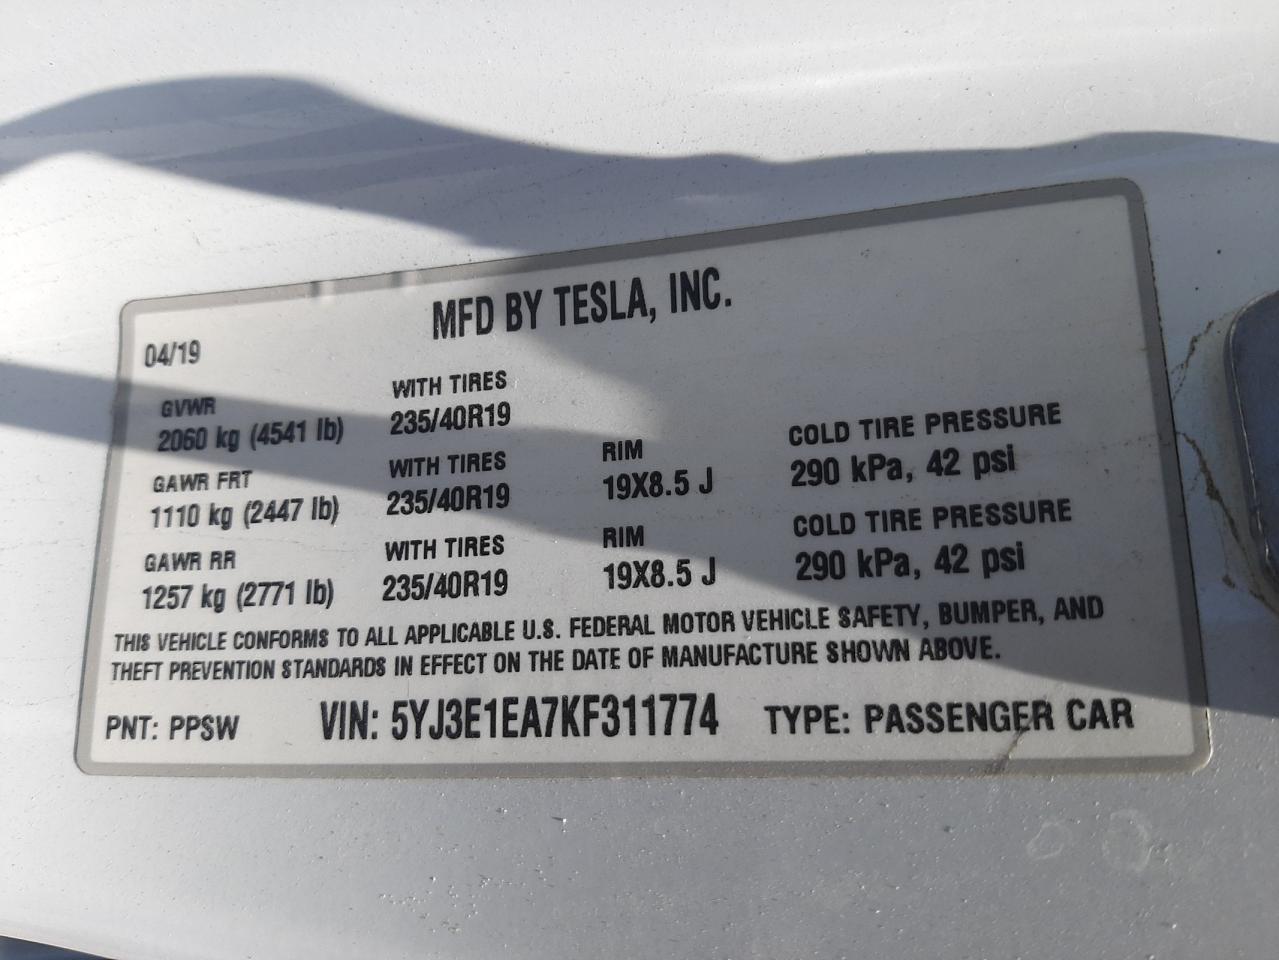 MFD BY TESLA, INC.
04/19
GVWR
2060 kg (4541 lb)
WITH TIRES
235/40R19
GAWR FRT
1110 kg (2447 lb)
WITH TIRES
235/40R19
RIM
19X8.5 J
COLD TIRE PRESSURE
290 kPa, 42 psi
GAWR RR
1257 kg (2771 lb)
WITH TIRES
235/40R19
RIM
19X8.5 J
COLD TIRE PRESSURE
290 kPa, 42 psi
THIS VEHICLE CONFORMS TO ALL APPLICABLE U.S. FEDERAL MOTOR VEHICLE SAFETY, BUMPER, AND
THEFT PREVENTION STANDARDS IN EFFECT ON THE DATE OF MANUFACTURE SHOWN ABOVE.
PNT: PPSW VIN: 5YJ3E1EA7KF311774 TYPE: PASSENGER CAR